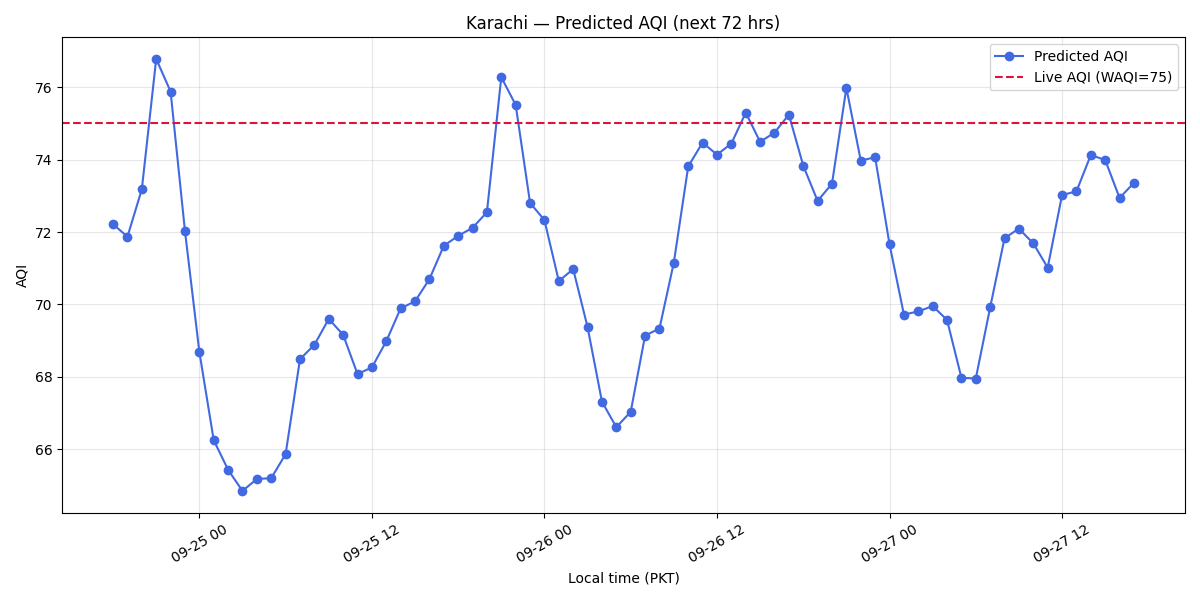 Karachi — Predicted AQI (next 72 hrs)
Predicted AQI
Live AQI (WAQI=75)
AQI
76
74
72
70
68
66
09-25 00
09-25 12
09-26 00
09-26 12
09-27 00
09-27 12
Local time (PKT)